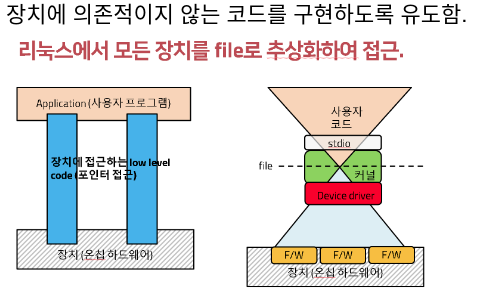 장치에 의존적이지 않는 코드를 구현하도록 유도함.
리눅스에서 모든 장치를 file로 추상화하여 접근.
Application (사용자 프로그램)
장치에 접근하는 low level
code (포인터 접근)
장치 (온칩 하드웨어)
사용자
코드
stdio
file
커널
Device driver
F/W F/W F/W
장치 (온칩 하드웨어)